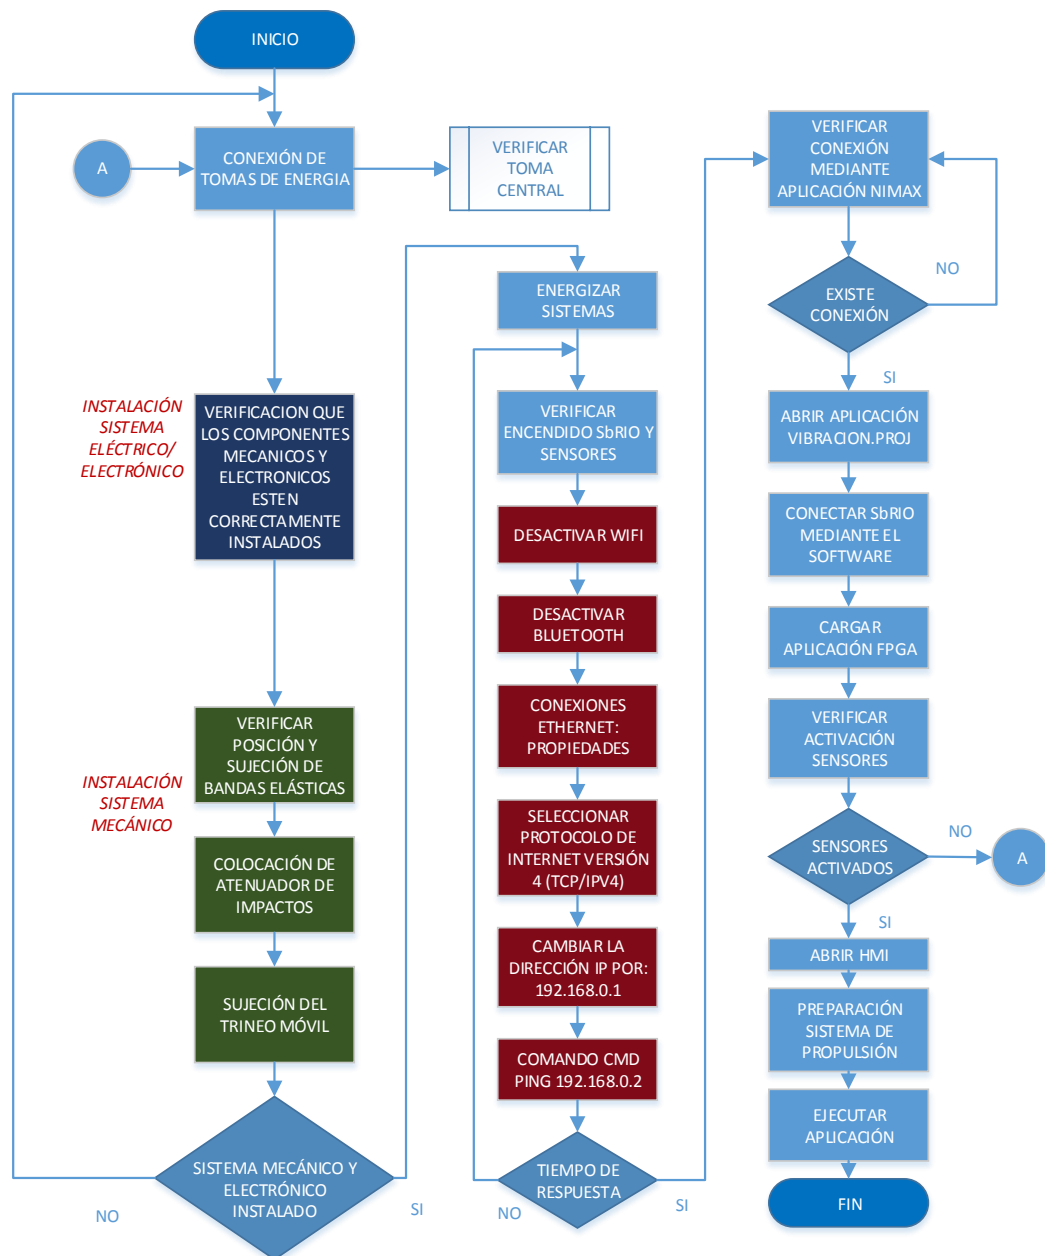 INICIO
A
CONEXIÓN DE
TOMAS DE ENERGIA
VERIFICAR
TOMA
CENTRAL
INSTALACIÓN
SISTEMA
ELÉCTRICO/
ELECTRÓNICO
VERIFICACION QUE
LOS COMPONENTES
MECANICOS Y
ELECTRONICOS
ESTEN
CORRECTAMENTE
INSTALADOS
INSTALACIÓN
SISTEMA
MECÁNICO
VERIFICAR
POSICIÓN Y
SUJECIÓN DE
BANDAS ELÁSTICAS
COLOCACIÓN DE
ATENUADOR DE
IMPACTOS
SUJECIÓN DEL
TRINEO MÓVIL
SISTEMA MECÁNICO Y
ELECTRÓNICO
INSTALADO
NO
SI
ENERGIZAR
SISTEMAS
VERIFICAR
ENCENDIDO SbRIO Y
SENSORES
DESACTIVAR WIFI
DESACTIVAR
BLUETOOTH
CONEXIONES
ETHERNET:
PROPIEDADES
SELECCIONAR
PROTOCOLO DE
INTERNET VERSIÓN
4 (TCP/IPV4)
CAMBIAR LA
DIRECCIÓN IP POR:
192.168.0.1
COMANDO CMD
PING 192.168.0.2
TIEMPO DE
RESPUESTA
NO
SI
VERIFICAR
CONEXIÓN
MEDIANTE
APLICACIÓN NIMAX
EXISTE
CONEXIÓN
NO
SI
ABRIR APLICACIÓN
VIBRACION.PROJ
CONECTAR SbRIO
MEDIANTE EL
SOFTWARE
CARGAR
APLICACIÓN FPGA
VERIFICAR
ACTIVACIÓN
SENSORES
SENSORES
ACTIVADOS
NO
A
SI
ABRIR HMI
PREPARACIÓN
SISTEMA DE
PROPULSIÓN
EJECUTAR
APLICACIÓN
FIN